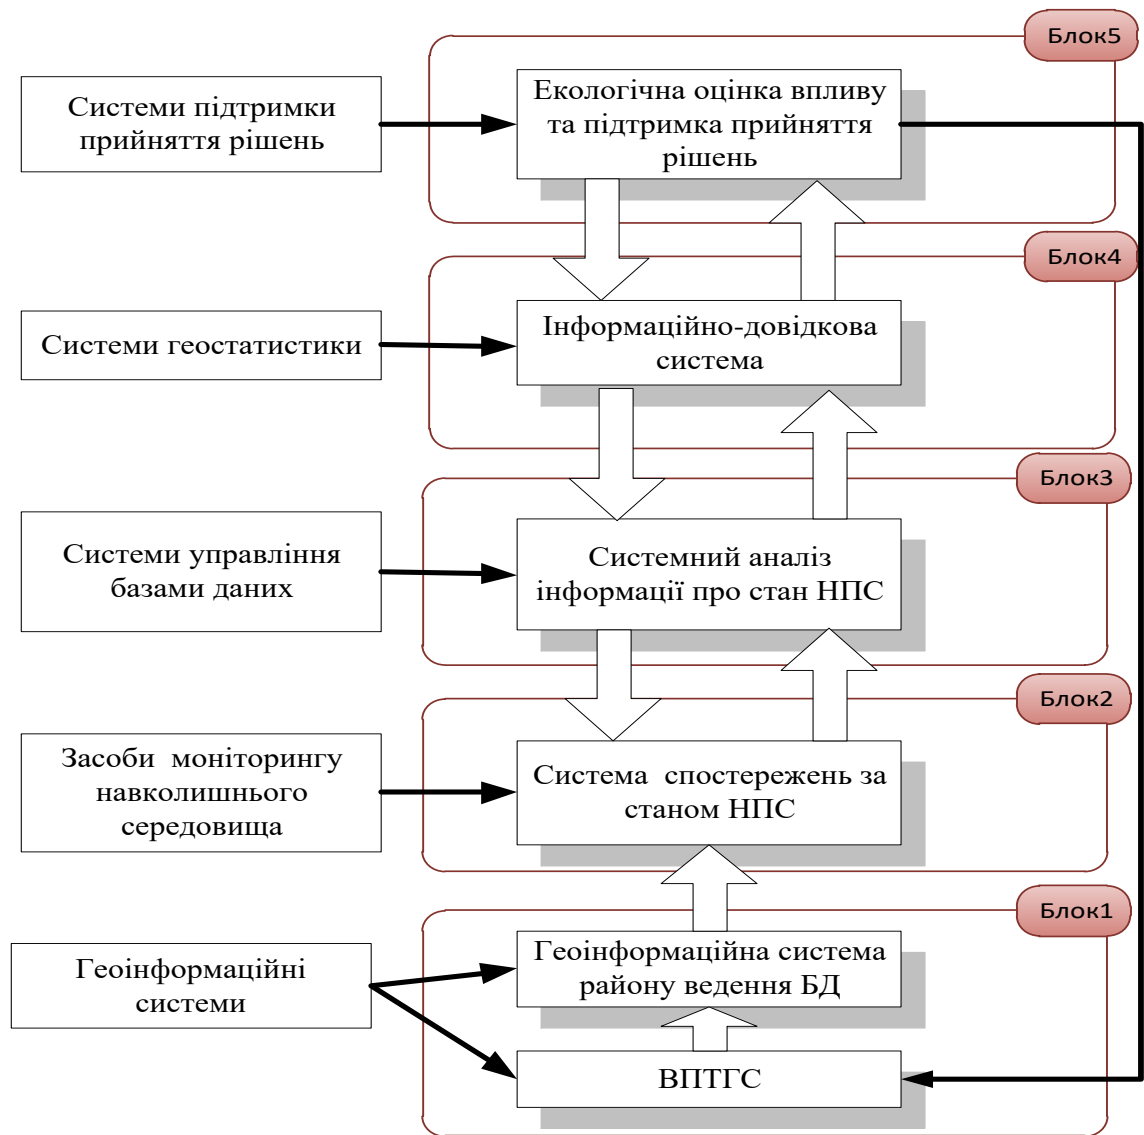 Блок5
Системи підтримки
прийняття рішень
Екологічна оцінка впливу
та підтримка прийняття
рішень
Блок4
Системи геостатистики
Інформаційно-довідкова
система
Блок3
Системи управління
базами даних
Системний аналіз
інформації про стан НПС
Блок2
Засоби моніторингу
навколишнього
середовища
Система спостережень за
станом НПС
Блок1
Геоінформаційні
системи
Геоінформаційна система
району ведення БД
ВПТГС